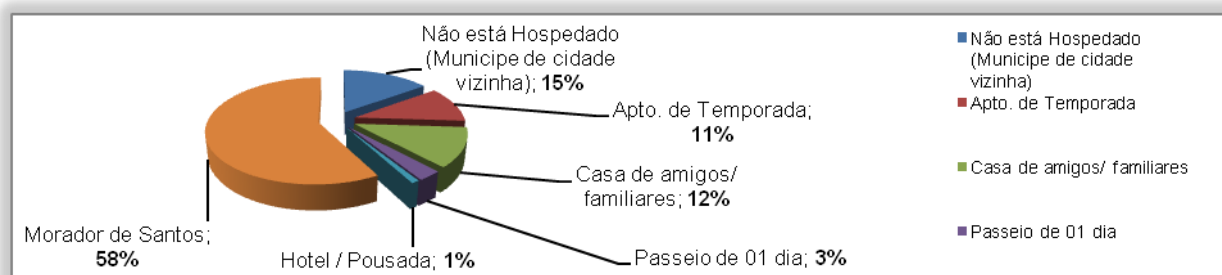 Não está Hospedado
(Municipe de cidade
vizinha); 15%
Apto. de Temporada;
11%
Casa de amigos/
familiares; 12%
Passeio de 01 dia; 3%
Hotel / Pousada; 1%
Morador de Santos;
58%
Não está Hospedado
(Municipe de cidade
vizinha)
Apto. de Temporada
Casa de amigos/ familiares
Passeio de 01 dia